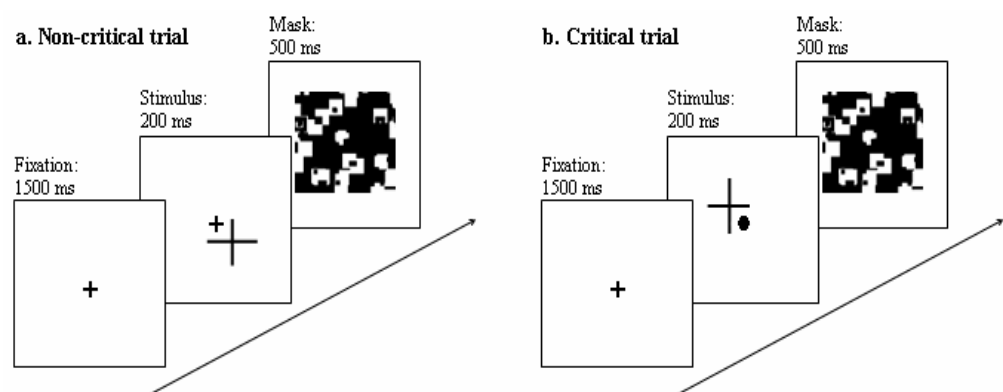 a. Non-critical trial
Mask:
500 ms
Stimulus:
200 ms
Fixation:
1500 ms
b. Critical trial
Mask:
500 ms
Stimulus:
200 ms
Fixation:
1500 ms